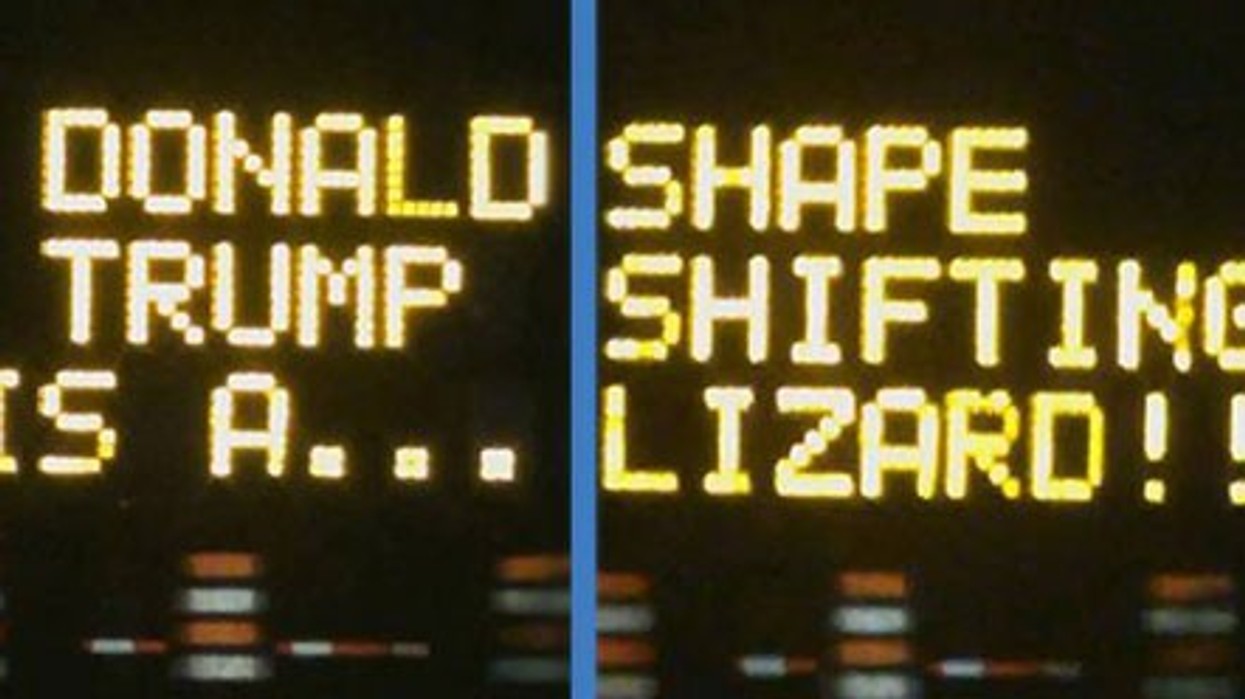 DONALD
TRUMP
IS A...
SHAPE
SHIFTING
LIZARD!!